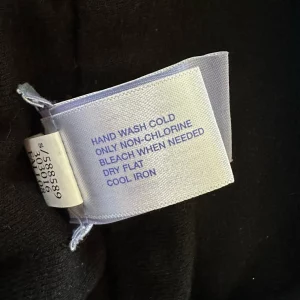 HAND WASH COLD
ONLY NON-CHLORINE
BLEACH WHEN NEEDED
DRY FLAT
COOL IRON